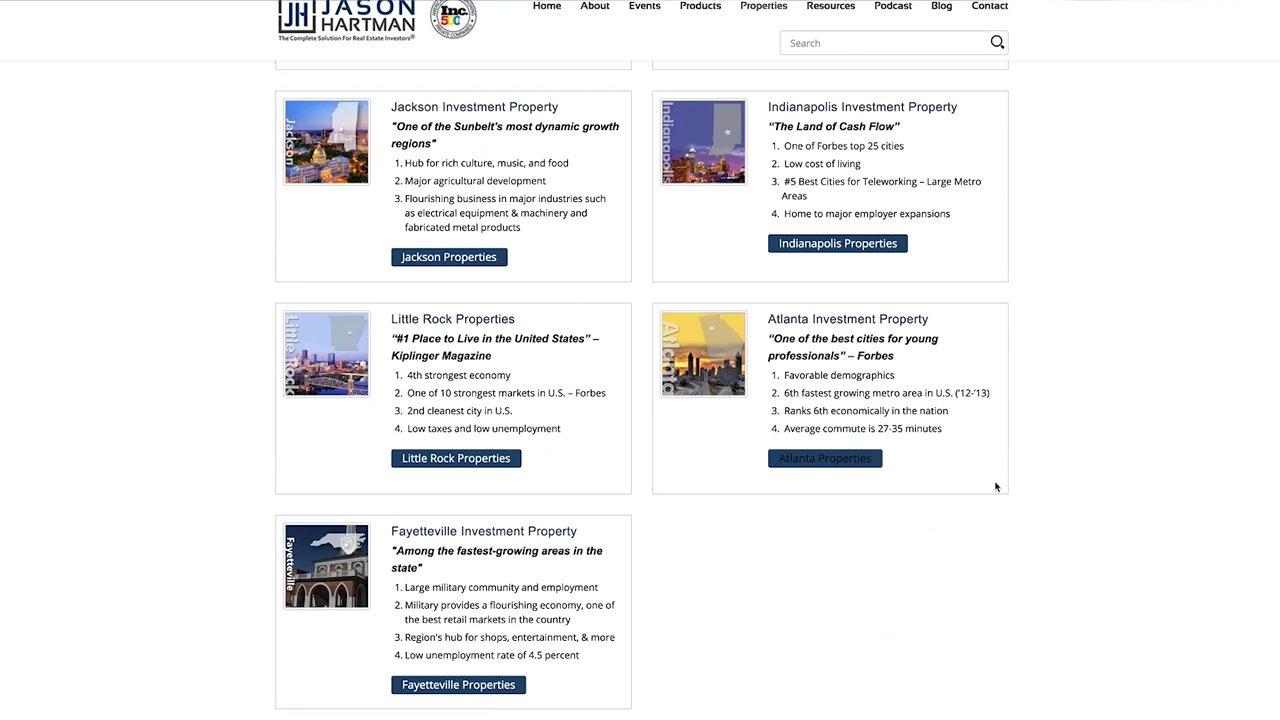 JASON
JH HARTMAN
The Complete Solution For Real Estate Investors®
Inc.
500
Home About Events Products Properties Resources Podcast Blog Contact
Search
Jackson
Jackson Investment Property
"One of the Sunbelt's most dynamic growth
regions"
1. Hub for rich culture, music, and food
2. Major agricultural development
3. Flourishing business in major industries such
as electrical equipment & machinery and
fabricated metal products
Jackson Properties
Indianapolis
Indianapolis Investment Property
“The Land of Cash Flow”
1. One of Forbes top 25 cities
2. Low cost of living
3. #5 Best Cities for Teleworking – Large Metro
Areas
4. Home to major employer expansions
Indianapolis Properties
Little Rock
Little Rock Properties
“#1 Place to Live in the United States” –
Kiplinger Magazine
1. 4th strongest economy
2. One of 10 strongest markets in U.S. – Forbes
3. 2nd cleanest city in U.S.
4. Low taxes and low unemployment
Little Rock Properties
Atlanta
Atlanta Investment Property
“One of the best cities for young
professionals” – Forbes
1. Favorable demographics
2. 6th fastest growing metro area in U.S. (’12-’13)
3. Ranks 6th economically in the nation
4. Average commute is 27-35 minutes
Atlanta Properties
Fayetteville
Fayetteville Investment Property
"Among the fastest-growing areas in the
state"
1. Large military community and employment
2. Military provides a flourishing economy, one of
the best retail markets in the country
3. Region's hub for shops, entertainment, & more
4. Low unemployment rate of 4.5 percent
Fayetteville Properties